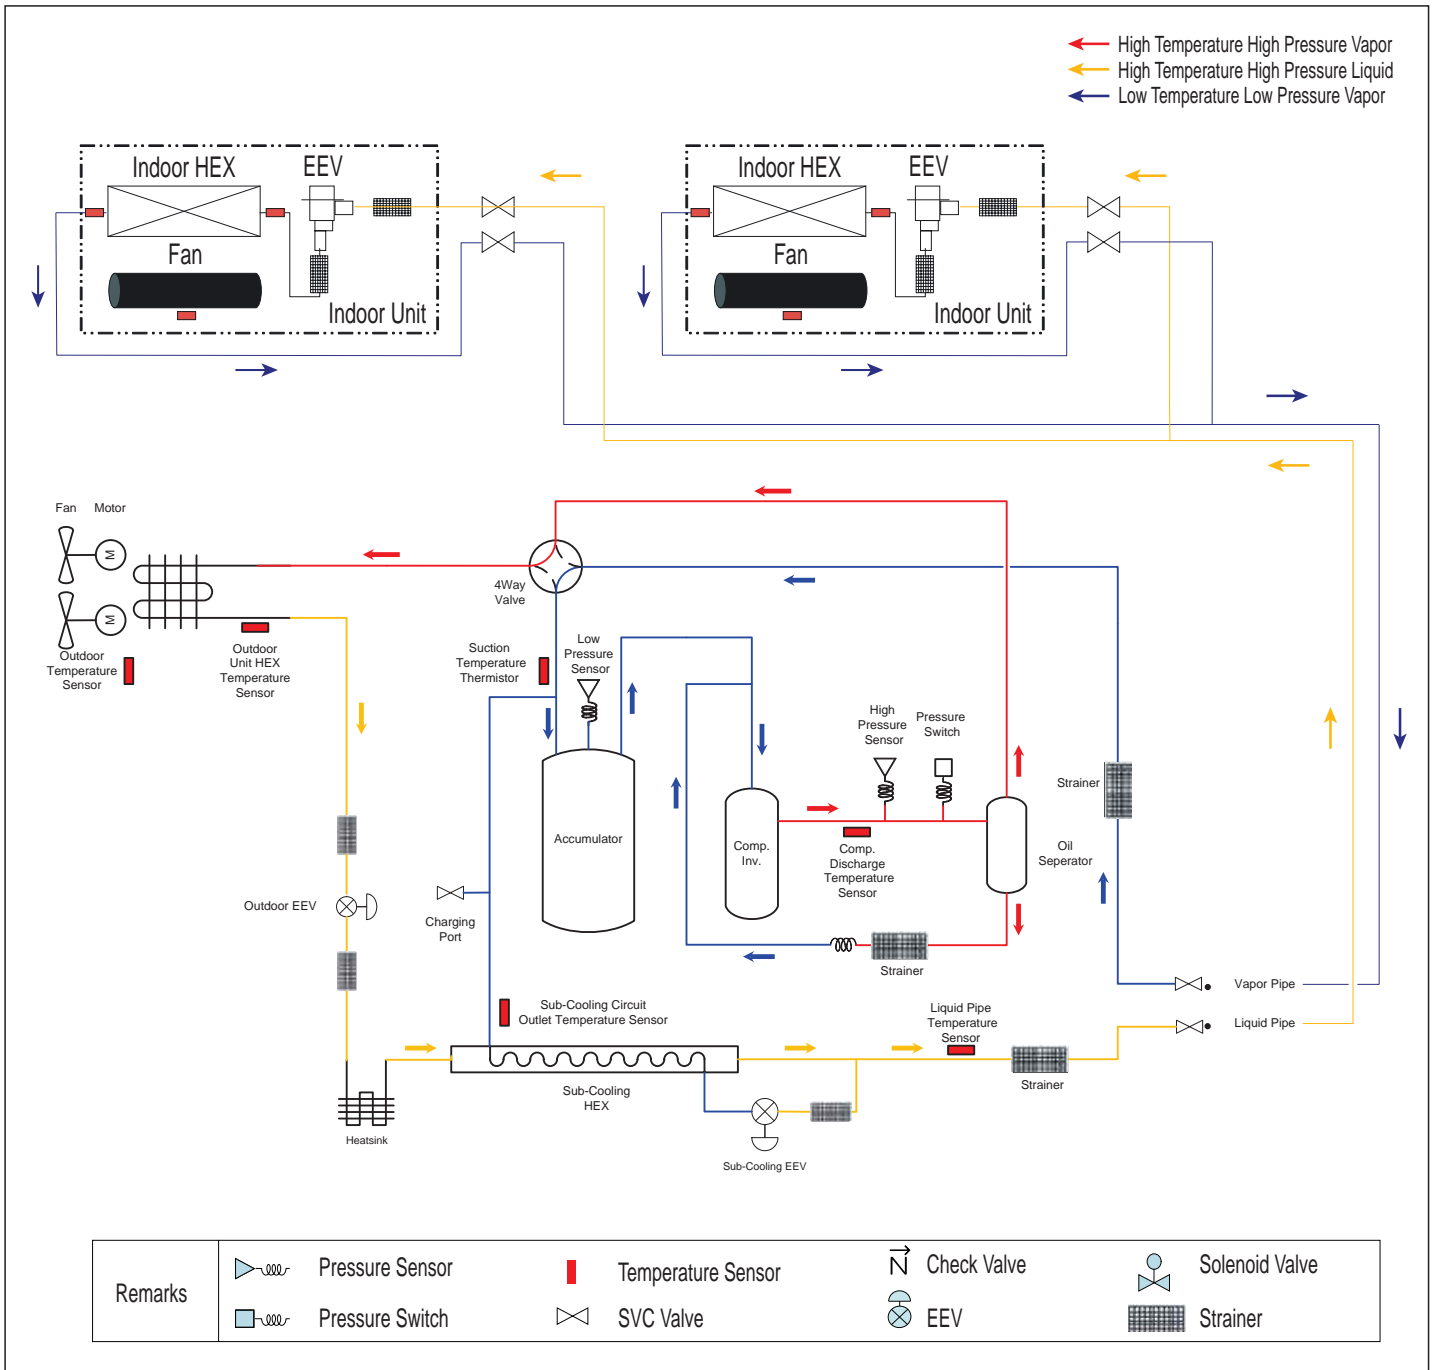 High Temperature High Pressure Vapor
High Temperature High Pressure Liquid
Low Temperature Low Pressure Vapor
Indoor HEX
EEV
Fan
Indoor Unit
Indoor HEX
EEV
Fan
Indoor Unit
Fan
Motor
M
M
4Way
Valve
Outdoor
Temperature
Sensor
Outdoor
Unit HEX
Temperature
Sensor
Suction
Temperature
Thermistor
Low
Pressure
Sensor
High
Pressure
Sensor
Pressure
Switch
Strainer
Accumulator
Comp.
Inv.
Comp.
Discharge
Temperature
Sensor
Oil
Seperator
Outdoor EEV
Charging
Port
Strainer
Sub-Cooling Circuit
Outlet Temperature Sensor
Liquid Pipe
Temperature
Sensor
Vapor Pipe
Liquid Pipe
Strainer
Sub-Cooling
HEX
Heatsink
Sub-Cooling EEV
Remarks
Pressure Sensor
Temperature Sensor
Check Valve
Solenoid Valve
Pressure Switch
SVC Valve
EEV
Strainer